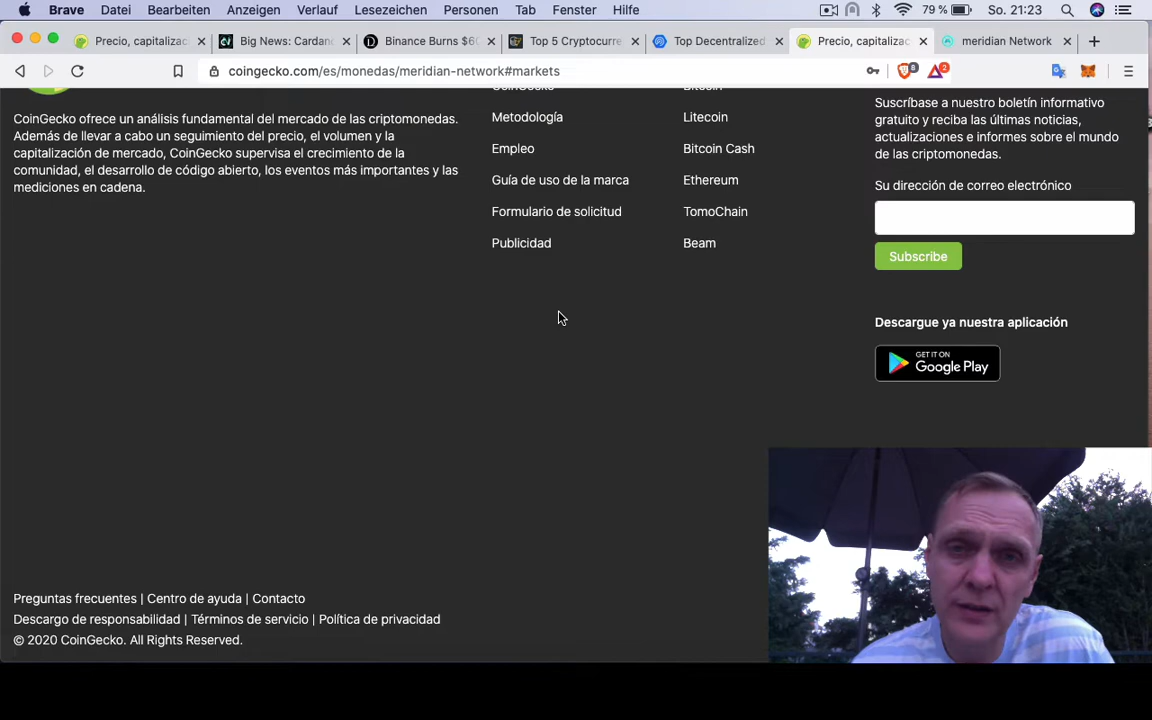 Brave Datei Bearbeiten Anzeigen Verlauf Lesezeichen Personen Tab Fenster Hilfe 79 % So. 21:23
Precio, capitalizac Big News: Cardan Binance Burns $60 Top 5 Cryptocurre Top Decentralized Precio, capitalizac meridian Network
coingecko.com/es/monedas/meridian-network#markets 8 2
CoinGecko ofrece un análisis fundamental del mercado de las criptomonedas.
Además de llevar a cabo un seguimiento del precio, el volumen y la
capitalización de mercado, CoinGecko supervisa el crecimiento de la
comunidad, el desarrollo de código abierto, los eventos más importantes y las
mediciones en cadena.
CoinGecko
Metodología
Empleo
Guía de uso de la marca
Formulario de solicitud
Publicidad
Bitcoin
Litecoin
Bitcoin Cash
Ethereum
TomoChain
Beam
Suscríbase a nuestro boletín informativo
gratuito y reciba las últimas noticias,
actualizaciones e informes sobre el mundo
de las criptomonedas.
Su dirección de correo electrónico
Subscribe
Descargue ya nuestra aplicación
GET IT ON
Google Play
Preguntas frecuentes | Centro de ayuda | Contacto
Descargo de responsabilidad | Términos de servicio | Política de privacidad
© 2020 CoinGecko. All Rights Reserved.